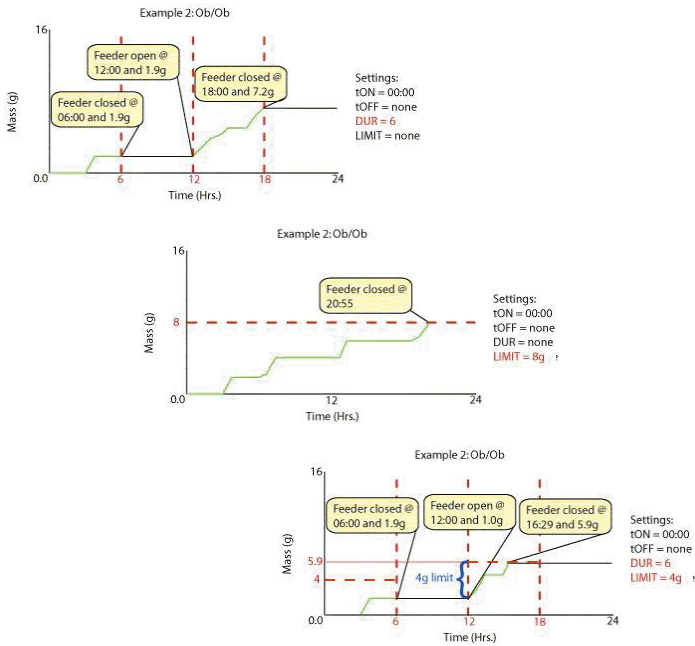 Example 2: Ob/Ob
16
Feeder open @
12:00 and 1.9g
Feeder closed @
18:00 and 7.2g
Feeder closed @
06:00 and 1.9g
Mass (g)
0.0
6
12
18
24
Time (Hrs.)
Settings:
tON = 00:00
tOFF = none
DUR = 6
LIMIT = none
Example 2: Ob/Ob
16
Feeder closed @
20:55
8
Mass (g)
0.0
12
24
Time (Hrs.)
Settings:
tON = 00:00
tOFF = none
DUR = none
LIMIT = 8g
Example 2: Ob/Ob
16
Feeder closed @
06:00 and 1.9g
Feeder open @
12:00 and 1.0g
Feeder closed @
16:29 and 5.9g
Mass (g)
5.9
4
4g limit
0.0
6
12
18
24
Time (Hrs.)
Settings:
tON = 00:00
tOFF = none
DUR = 6
LIMIT = 4g